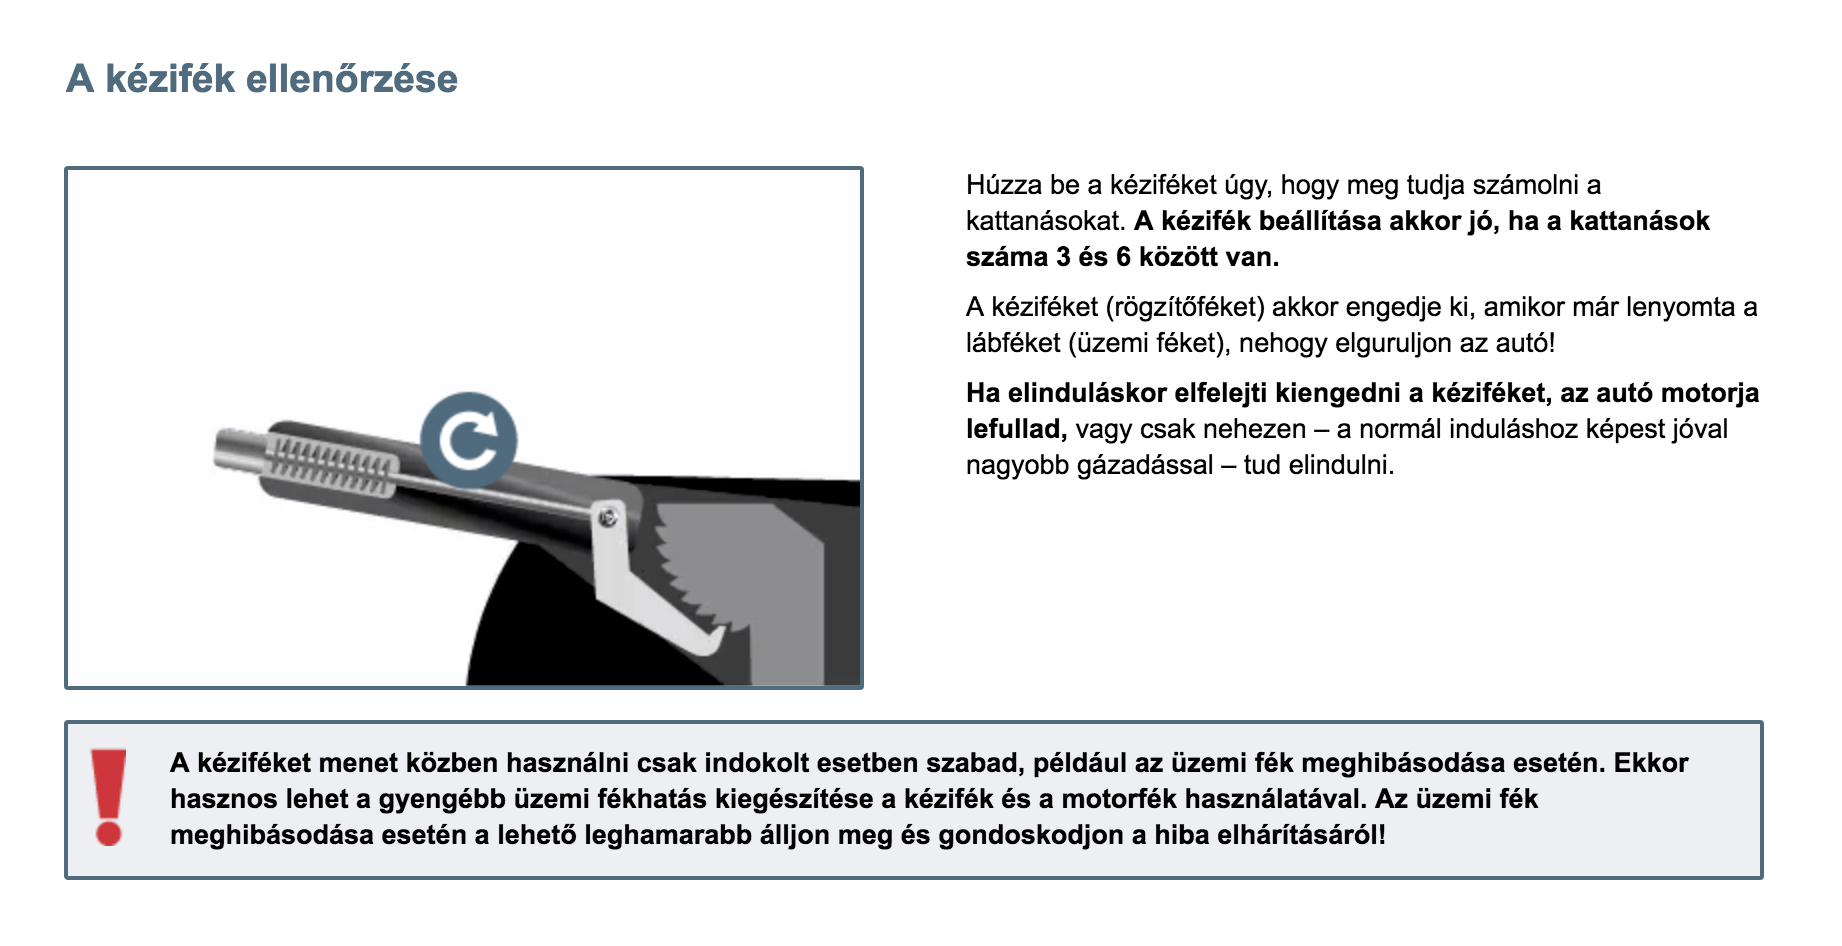 A kézifék ellenőrzése
Húzza be a kéziféket úgy, hogy meg tudja számolni a
kattanásokat. A kézifék beállítása akkor jó, ha a kattanások
száma 3 és 6 között van.
A kéziféket (rögzítőféket) akkor engedje ki, amikor már lenyomta a
lábféket (üzemi féket), nehogy elguruljon az autó!
Ha elinduláskor elfelejti kiengedni a kéziféket, az autó motorja
lefullad, vagy csak nehezen – a normál induláshoz képest jóval
nagyobb gázadással – tud elindulni.
A kéziféket menet közben használni csak indokolt esetben szabad, például az üzemi fék meghibásodása esetén. Ekkor
hasznos lehet a gyengébb üzemi fékhatás kiegészítése a kézifék és a motorfék használatával. Az üzemi fék
meghibásodása esetén a lehető leghamarabb álljon meg és gondoskodjon a hiba elhárításáról!